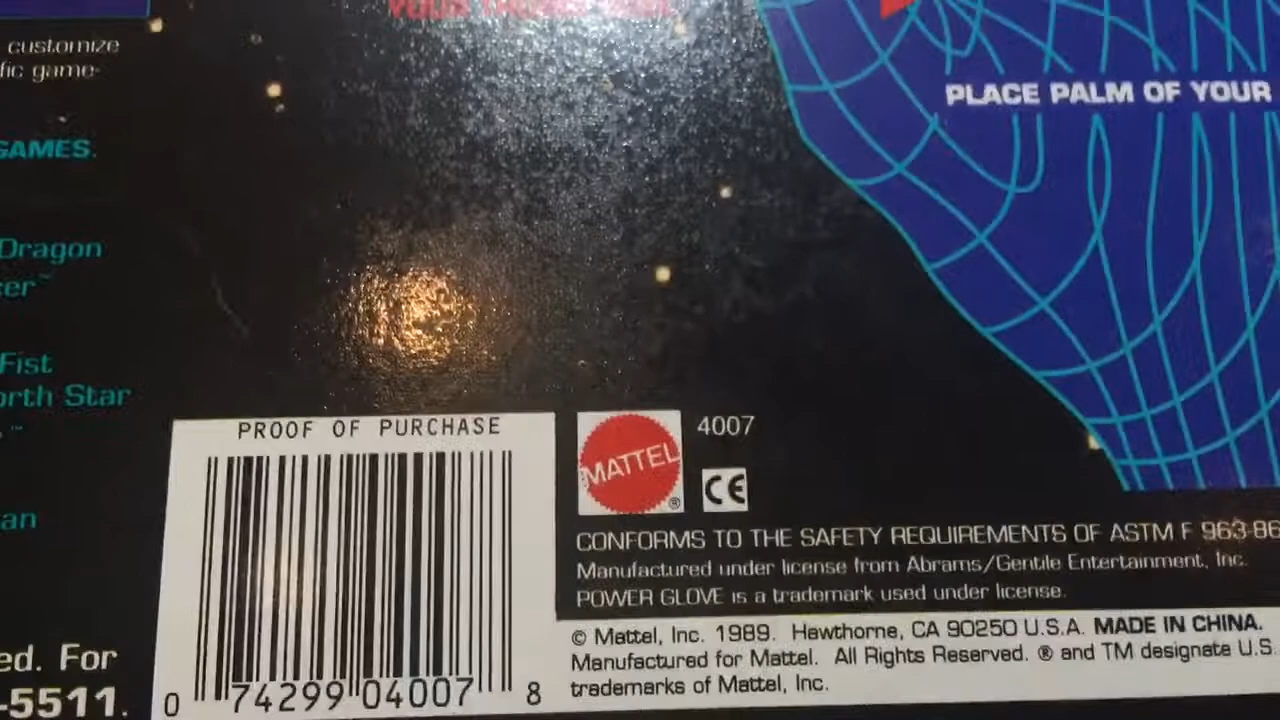 customize
fic game-
GAMES.
Dragon
cer™
Fist
orth Star
™
an
ed. For
-5511.
PLACE PALM OF YOUR
PROOF OF PURCHASE
0 74299 04007 8
MATTEL
®
4007
CE
CONFORMS TO THE SAFETY REQUIREMENTS OF ASTM F 963-86
Manufactured under license from Abrams/Gentile Entertainment, Inc.
POWER GLOVE is a trademark used under license.
© Mattel, Inc. 1989. Hawthorne, CA 90250 U.S.A. MADE IN CHINA.
Manufactured for Mattel. All Rights Reserved. ® and TM designate U.S.
trademarks of Mattel, Inc.